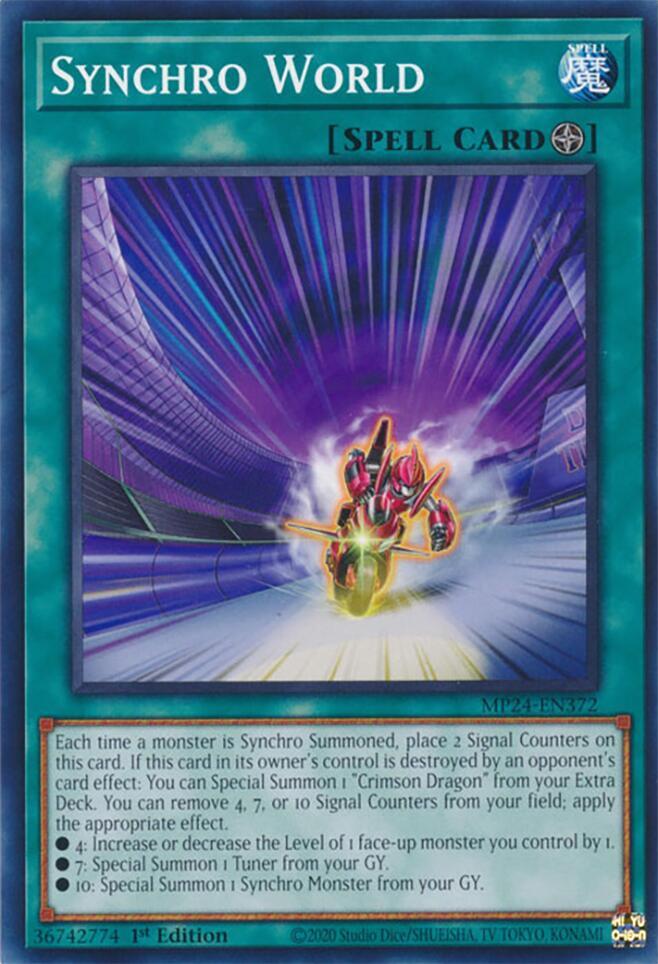 SYNCHRO WORLD
SPELL
魔
[SPELL CARD]
MP24-EN372
Each time a monster is Synchro Summoned, place 2 Signal Counters on
this card. If this card in its owner's control is destroyed by an opponent's
card effect: You can Special Summon 1 "Crimson Dragon" from your Extra
Deck. You can remove 4, 7, or 10 Signal Counters from your field; apply
the appropriate effect.
● 4: Increase or decrease the Level of 1 face-up monster you control by 1.
● 7: Special Summon 1 Tuner from your GY.
● 10: Special Summon 1 Synchro Monster from your GY.
36742774 1st Edition ©2020 Studio Dice/SHUEISHA, TV TOKYO, KONAMI